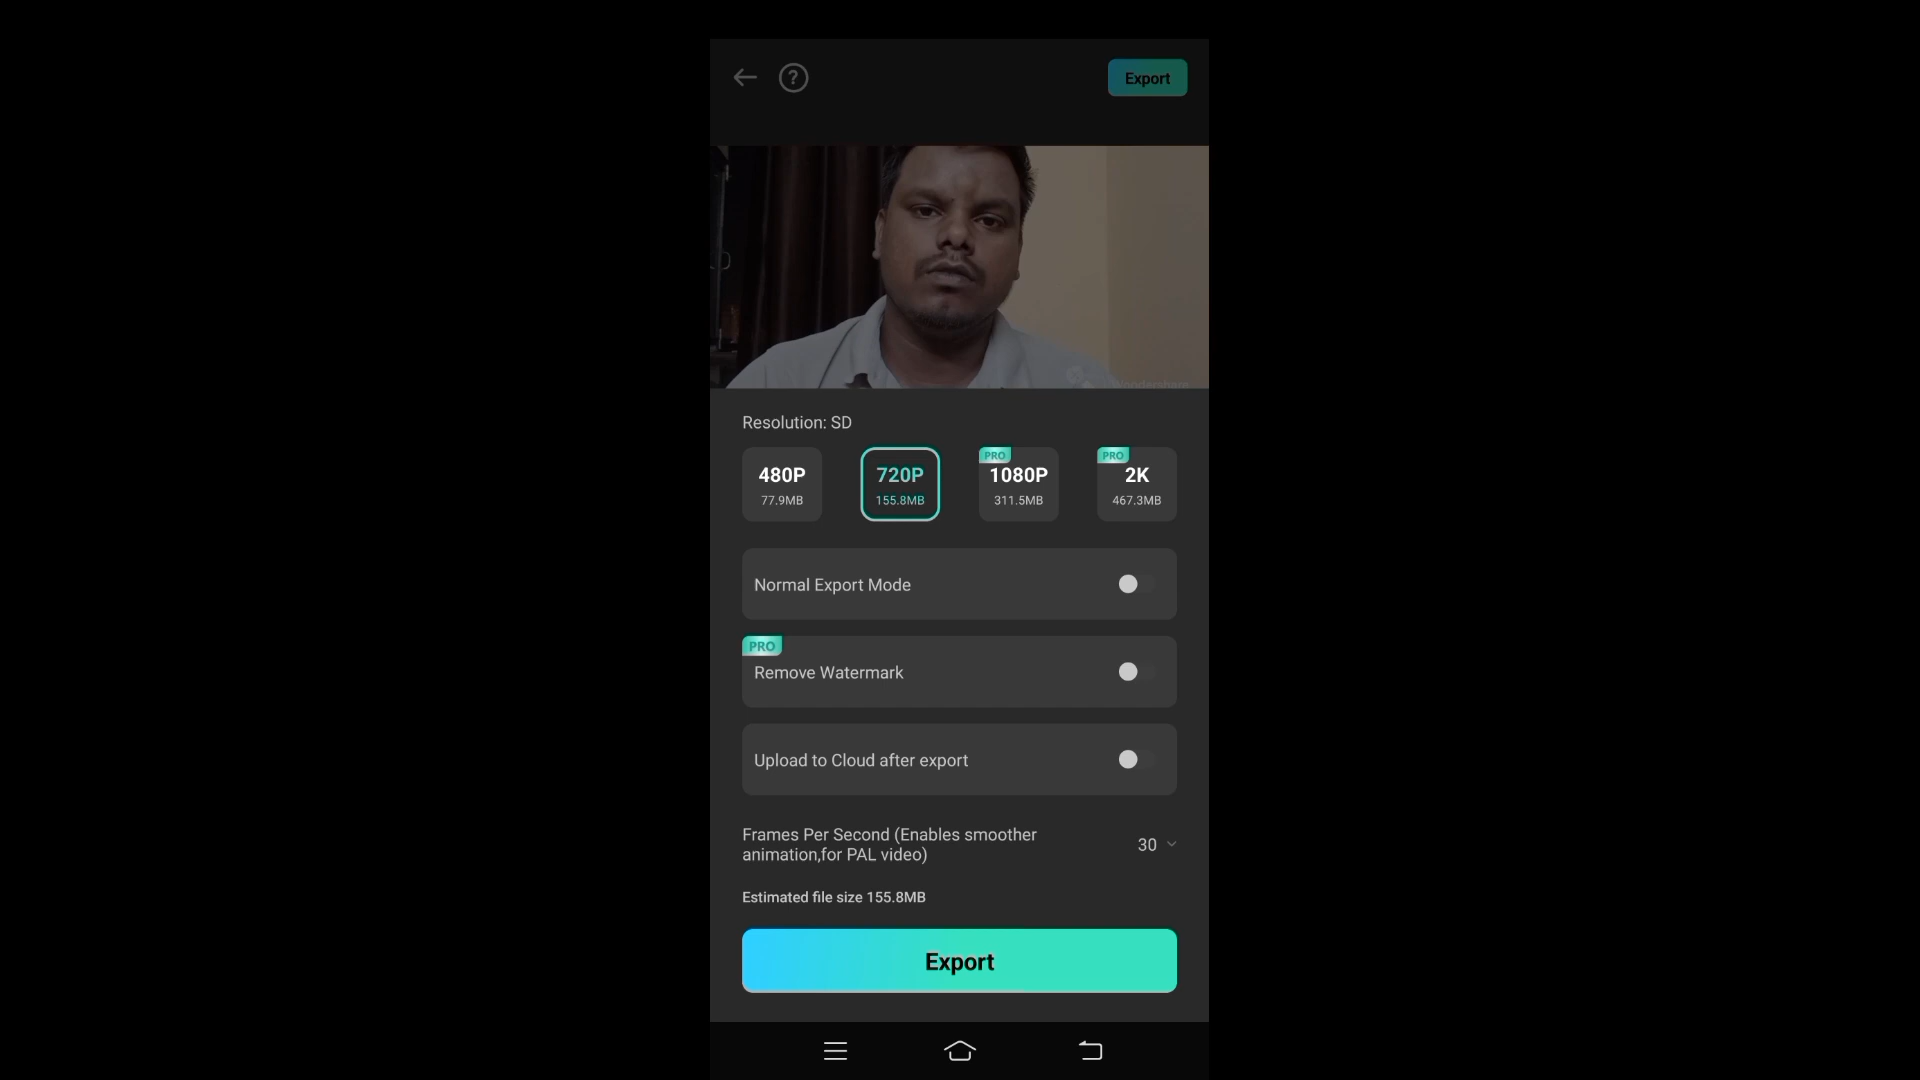 Export
Wondershare
Resolution: SD
480P
77.9MB
720P
155.8MB
PRO
1080P
311.5MB
PRO
2K
467.3MB
Normal Export Mode
PRO
Remove Watermark
Upload to Cloud after export
Frames Per Second (Enables smoother
animation,for PAL video)
30
Estimated file size 155.8MB
Export